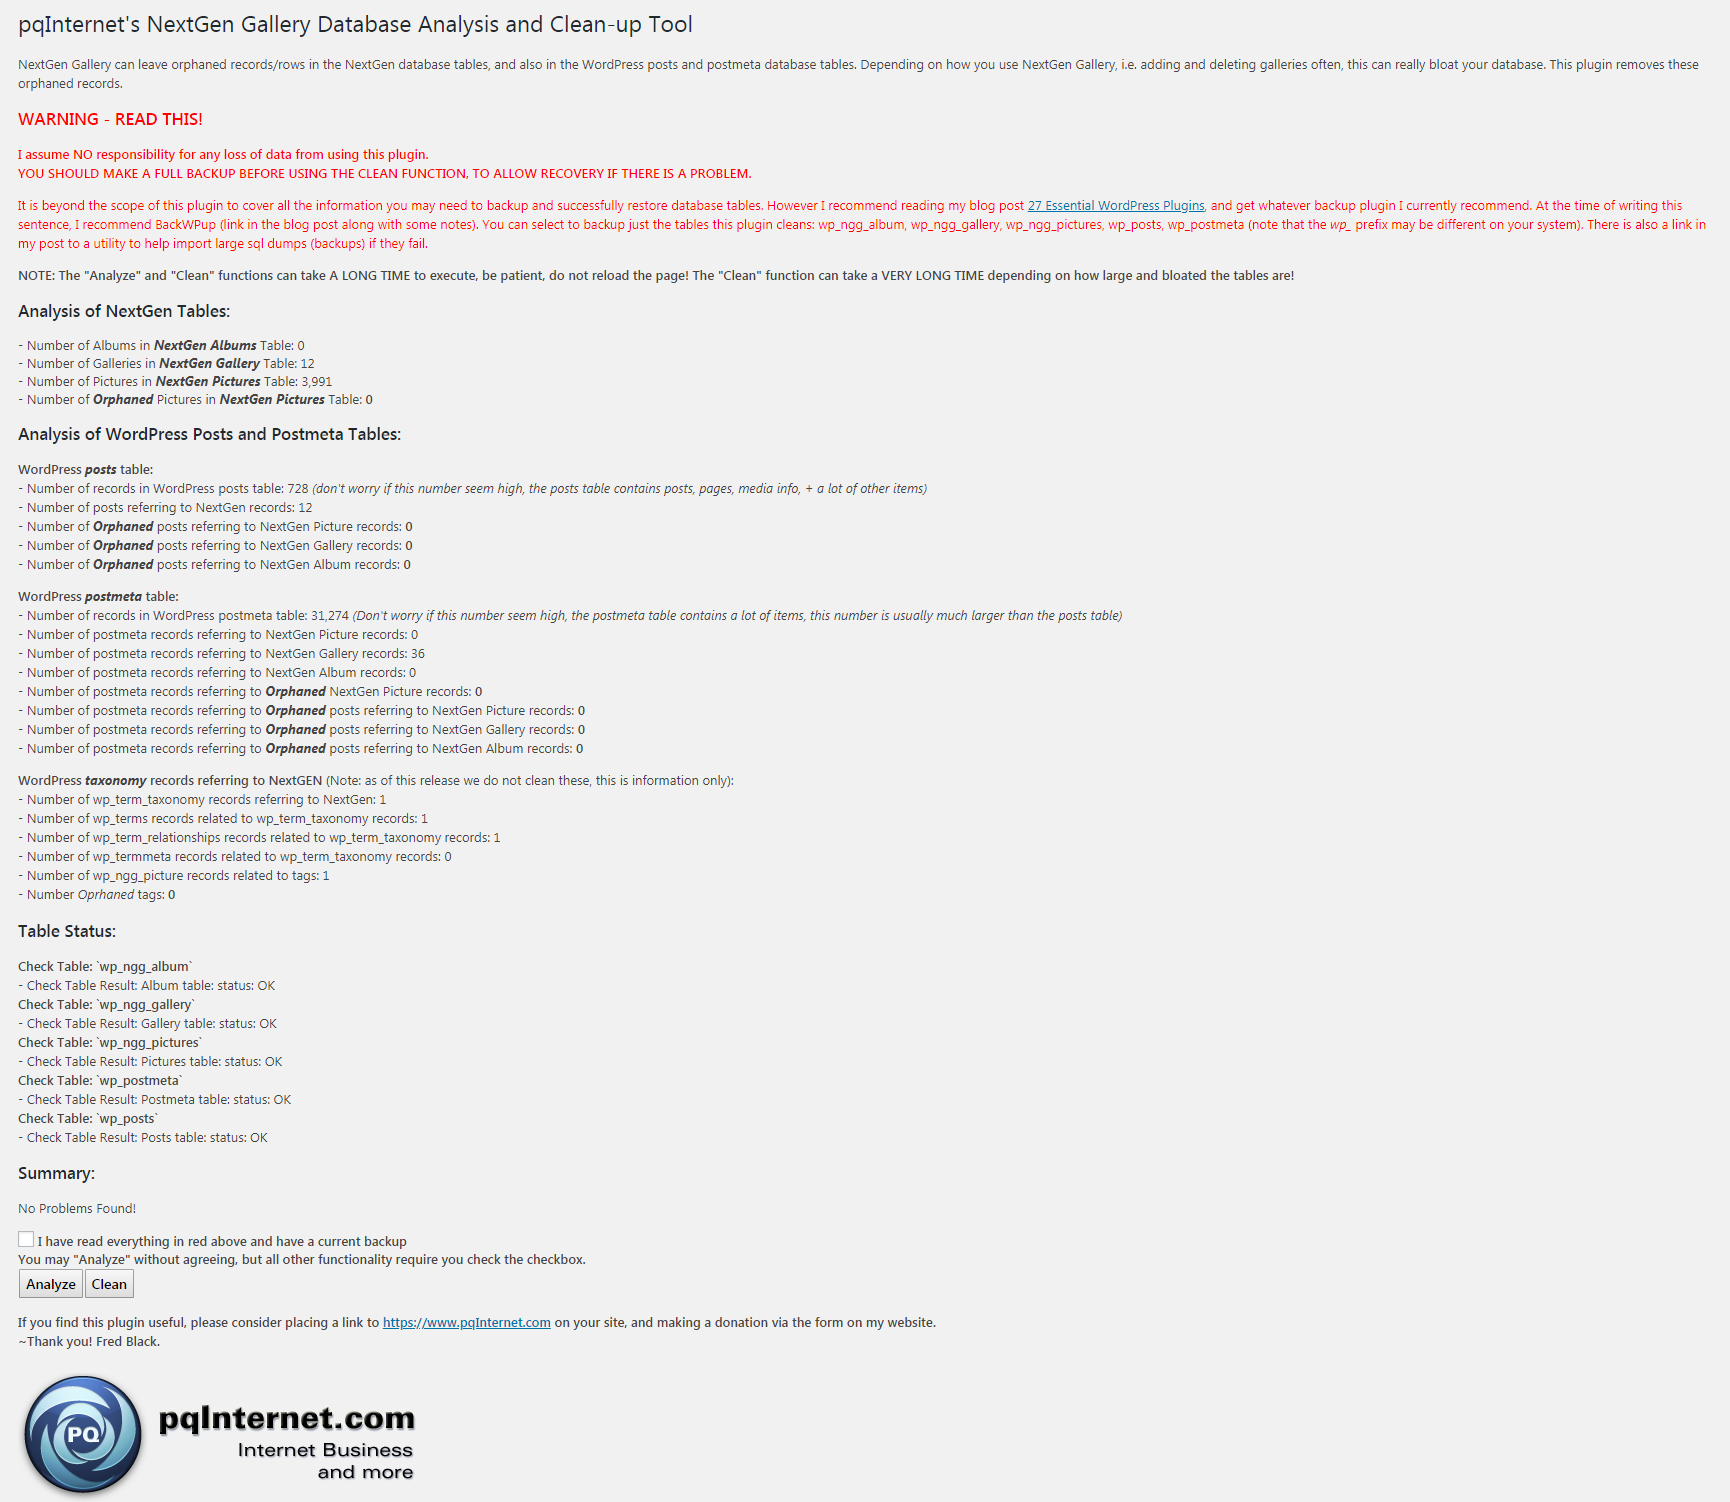 pqInternet's NextGen Gallery Database Analysis and Clean-up Tool
NextGen Gallery can leave orphaned records/rows in the NextGen database tables, and also in the WordPress posts and postmeta database tables. Depending on how you use NextGen Gallery, i.e. adding and deleting galleries often, this can really bloat your database. This plugin removes these
orphaned records.
WARNING - READ THIS!
I assume NO responsibility for any loss of data from using this plugin.
YOU SHOULD MAKE A FULL BACKUP BEFORE USING THE CLEAN FUNCTION, TO ALLOW RECOVERY IF THERE IS A PROBLEM.
It is beyond the scope of this plugin to cover all the information you may need to backup and successfully restore database tables. However I recommend reading my blog post 27 Essential WordPress Plugins, and get whatever backup plugin I currently recommend. At the time of writing this
sentence, I recommend BackWPup (link in the blog post along with some notes). You can select to backup just the tables this plugin cleans: wp_ngg_album, wp_ngg_gallery, wp_ngg_pictures, wp_posts, wp_postmeta (note that the wp_ prefix may be different on your system). There is also a link in
my post to a utility to help import large sql dumps (backups) if they fail.
NOTE: The "Analyze" and "Clean" functions can take A LONG TIME to execute, be patient, do not reload the page! The "Clean" function can take a VERY LONG TIME depending on how large and bloated the tables are!
Analysis of NextGen Tables:
- Number of Albums in NextGen Albums Table: 0
- Number of Galleries in NextGen Gallery Table: 12
- Number of Pictures in NextGen Pictures Table: 3,991
- Number of Orphaned Pictures in NextGen Pictures Table: 0
Analysis of WordPress Posts and Postmeta Tables:
WordPress posts table:
- Number of records in WordPress posts table: 728 (don't worry if this number seem high, the posts table contains posts, pages, media info, + a lot of other items)
- Number of posts referring to NextGen records: 12
- Number of Orphaned posts referring to NextGen Picture records: 0
- Number of Orphaned posts referring to NextGen Gallery records: 0
- Number of Orphaned posts referring to NextGen Album records: 0
WordPress postmeta table:
- Number of records in WordPress postmeta table: 31,274 (Don't worry if this number seem high, the postmeta table contains a lot of items, this number is usually much larger than the posts table)
- Number of postmeta records referring to NextGen Picture records: 0
- Number of postmeta records referring to NextGen Gallery records: 36
- Number of postmeta records referring to NextGen Album records: 0
- Number of postmeta records referring to Orphaned NextGen Picture records: 0
- Number of postmeta records referring to Orphaned posts referring to NextGen Picture records: 0
- Number of postmeta records referring to Orphaned posts referring to NextGen Gallery records: 0
- Number of postmeta records referring to Orphaned posts referring to NextGen Album records: 0
WordPress taxonomy records referring to NextGEN (Note: as of this release we do not clean these, this is information only):
- Number of wp_term_taxonomy records referring to NextGen: 1
- Number of wp_terms records related to wp_term_taxonomy records: 1
- Number of wp_term_relationships records related to wp_term_taxonomy records: 1
- Number of wp_termmeta records related to wp_term_taxonomy records: 0
- Number of wp_ngg_picture records related to tags: 1
- Number Oprhaned tags: 0
Table Status:
Check Table: `wp_ngg_album`
- Check Table Result: Album table: status: OK
Check Table: `wp_ngg_gallery`
- Check Table Result: Gallery table: status: OK
Check Table: `wp_ngg_pictures`
- Check Table Result: Pictures table: status: OK
Check Table: `wp_postmeta`
- Check Table Result: Postmeta table: status: OK
Check Table: `wp_posts`
- Check Table Result: Posts table: status: OK
Summary:
No Problems Found!
I have read everything in red above and have a current backup
You may "Analyze" without agreeing, but all other functionality require you check the checkbox.
Analyze Clean
If you find this plugin useful, please consider placing a link to https://www.pqInternet.com on your site, and making a donation via the form on my website.
~Thank you! Fred Black.
PQ
pqInternet.com
Internet Business
and more